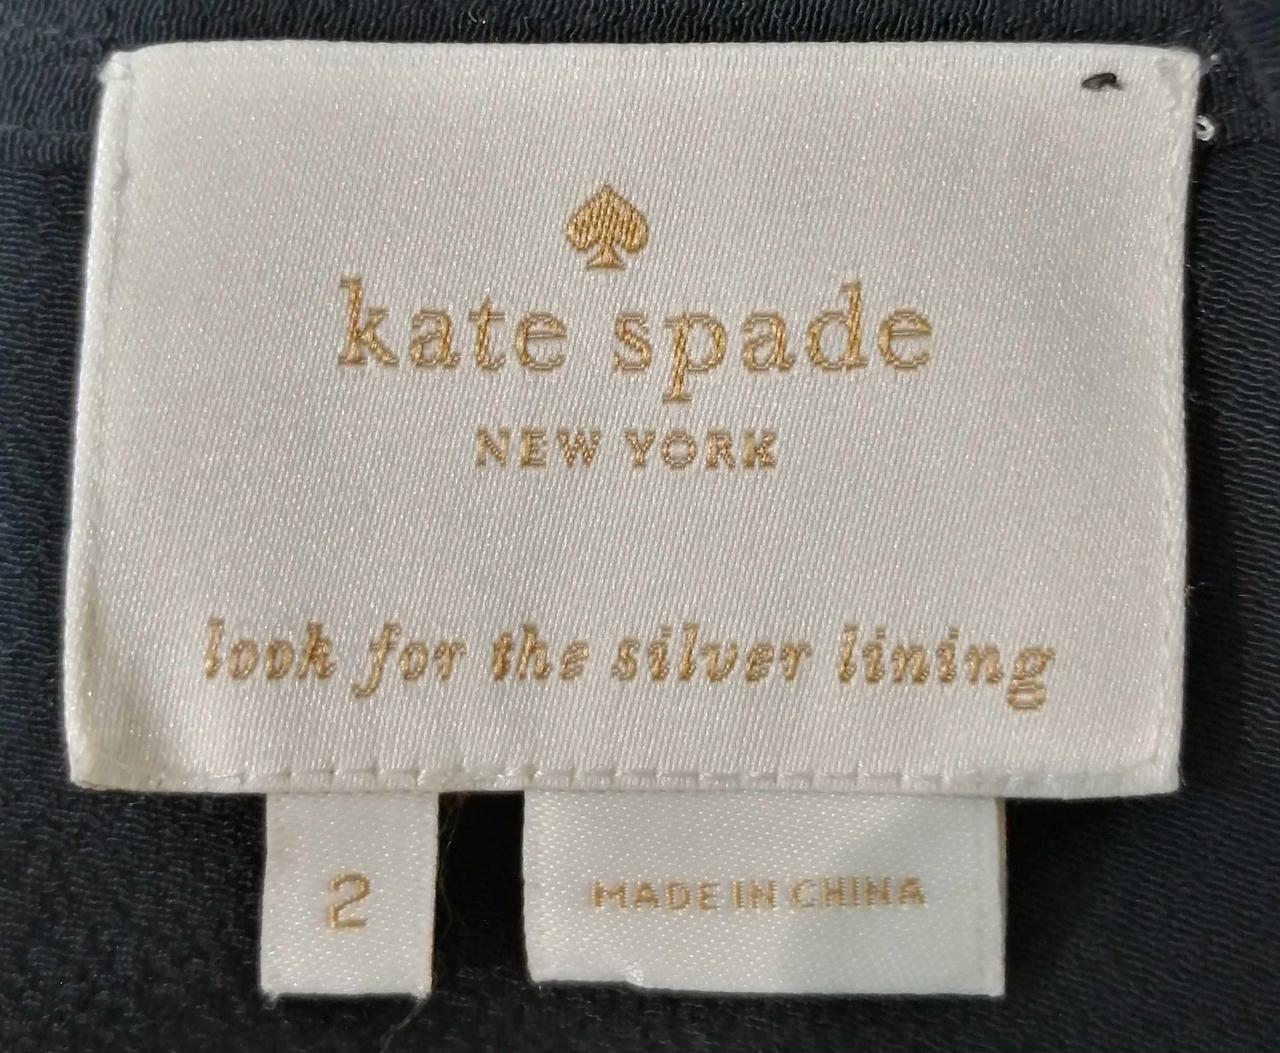 kate spade
NEW YORK
look for the silver lining
2
MADE IN CHINA